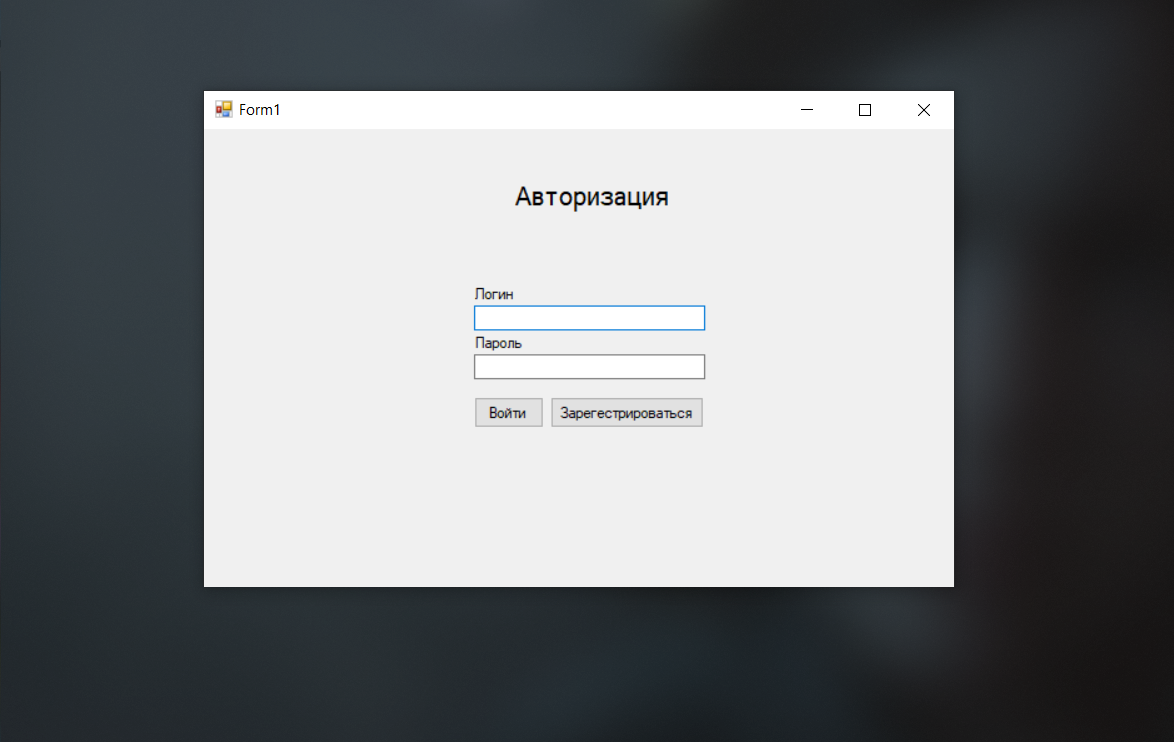 Form1
Авторизация
Логин
Пароль
Войти Зарегестрироваться